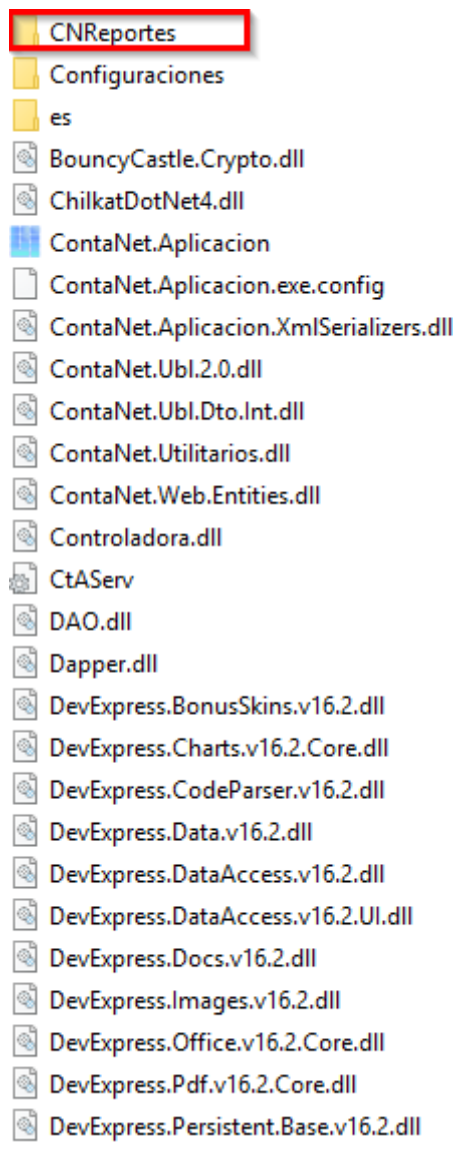 CNReportes
Configuraciones
es
BouncyCastle.Crypto.dll
ChilkatDotNet4.dll
ContaNet.Aplicacion
ContaNet.Aplicacion.exe.config
ContaNet.Aplicacion.XmlSerializers.dll
ContaNet.Ubl.2.0.dll
ContaNet.Ubl.Dto.Int.dll
ContaNet.Utilitarios.dll
ContaNet.Web.Entities.dll
Controladora.dll
CtAServ
DAO.dll
Dapper.dll
DevExpress.BonusSkins.v16.2.dll
DevExpress.Charts.v16.2.Core.dll
DevExpress.CodeParser.v16.2.dll
DevExpress.Data.v16.2.dll
DevExpress.DataAccess.v16.2.dll
DevExpress.DataAccess.v16.2.UI.dll
DevExpress.Docs.v16.2.dll
DevExpress.Images.v16.2.dll
DevExpress.Office.v16.2.Core.dll
DevExpress.Pdf.v16.2.Core.dll
DevExpress.Persistent.Base.v16.2.dll